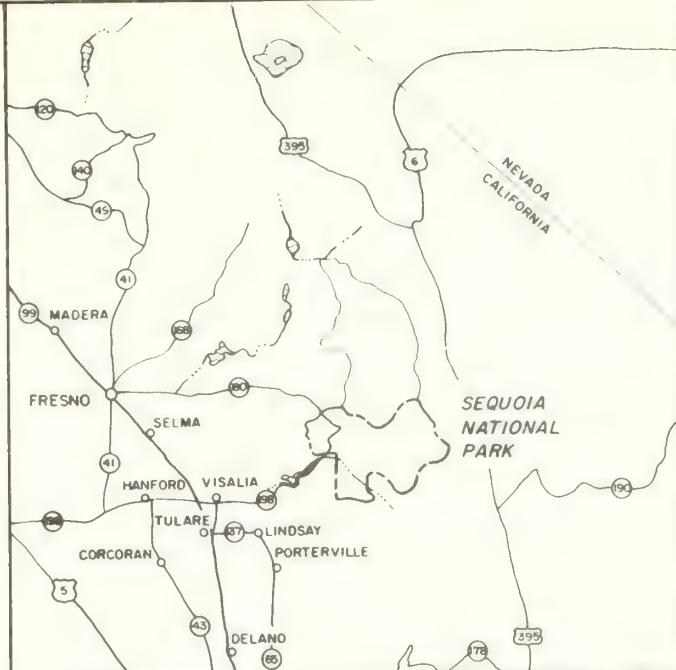 120
395
6
NEVADA
CALIFORNIA
140
49
41
99
MADERA
168
FRESNO
180
SEQUOIA
NATIONAL
PARK
SELMA
41
HANFORD
VISALIA
198
190
198
TULARE
137
LINDSAY
CORCORAN
PORTERVILLE
5
43
DELANO
65
178
395